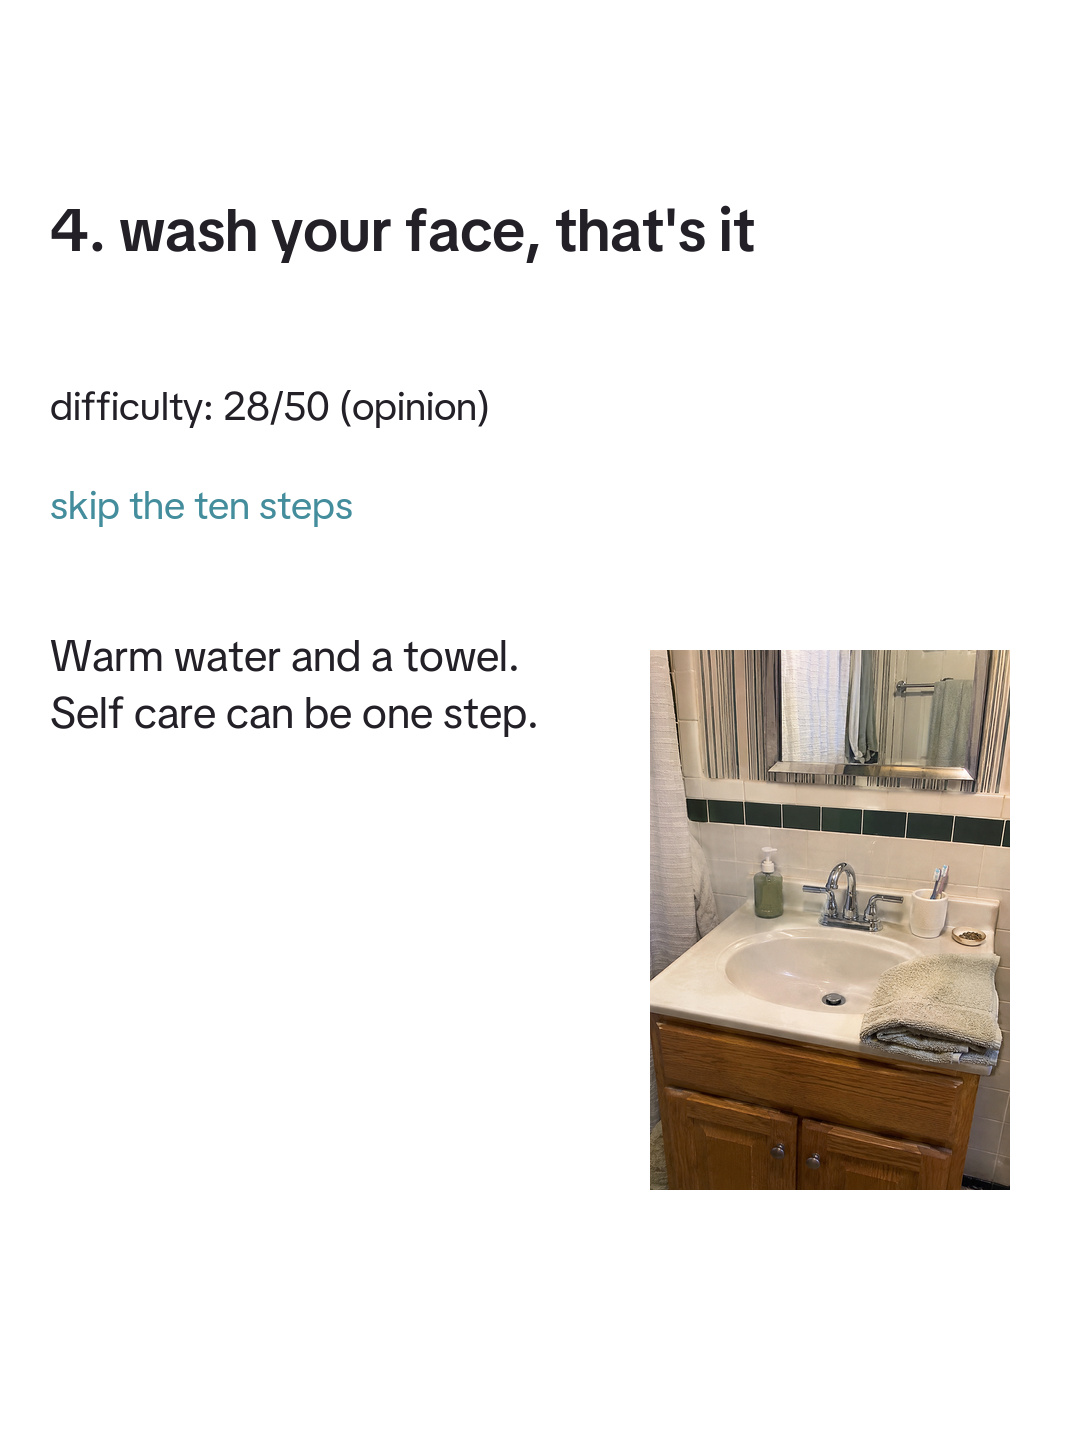 4. wash your face, that's it
difficulty: 28/50 (opinion)
skip the ten steps
Warm water and a towel.
Self care can be one step.